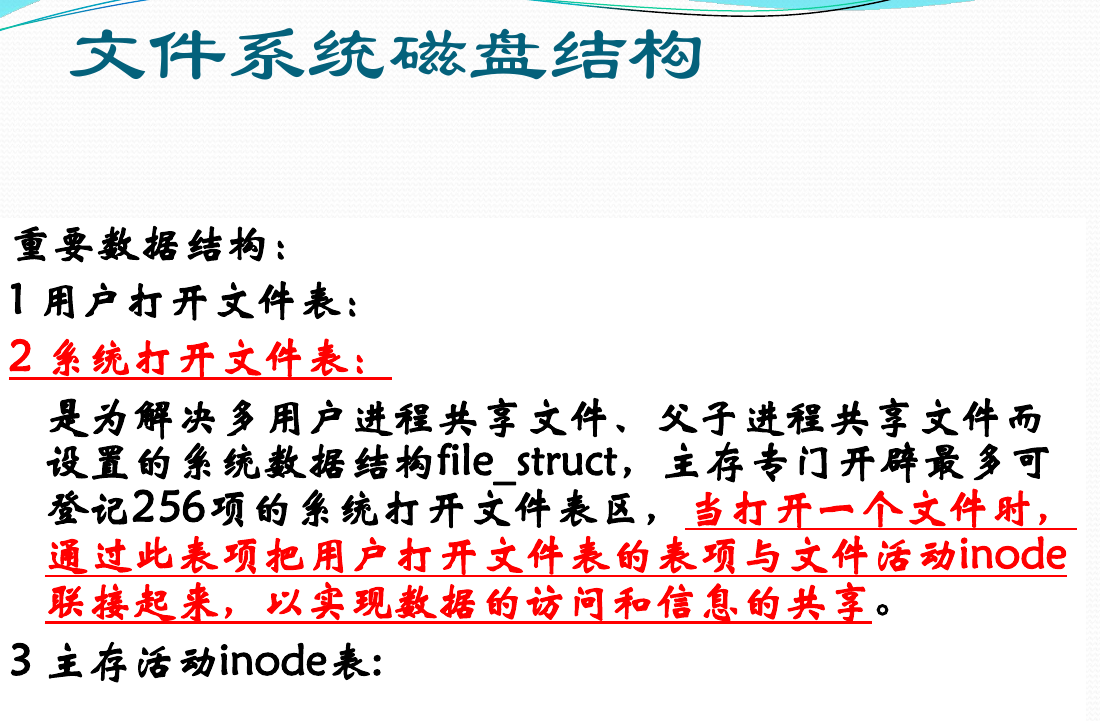 文件系统磁盘结构
重要数据结构：
1 用户打开文件表：
2 系统打开文件表：
是为解决多用户进程共享文件、父子进程共享文件而
设置的系统数据结构file_struct，主存专门开辟最多可
登记256项的系统打开文件表区，当打开一个文件时，
通过此表项把用户打开文件表的表项与文件活动inode
联接起来，以实现数据的访问和信息的共享。
3 主存活动inode表: